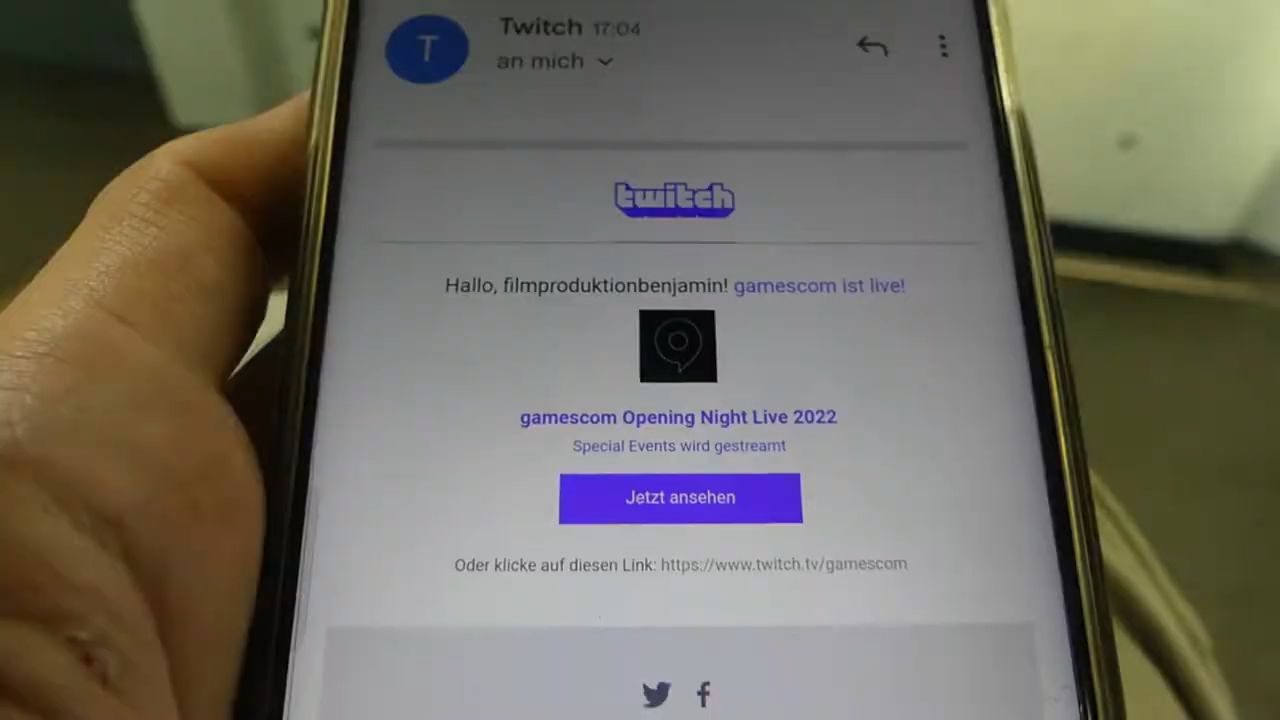 T
Twitch 17:04
an mich
twitch
Hallo, filmproduktionbenjamin! gamescom ist live!
gamescom Opening Night Live 2022
Special Events wird gestreamt
Jetzt ansehen
Oder klicke auf diesen Link: https://www.twitch.tv/gamescom